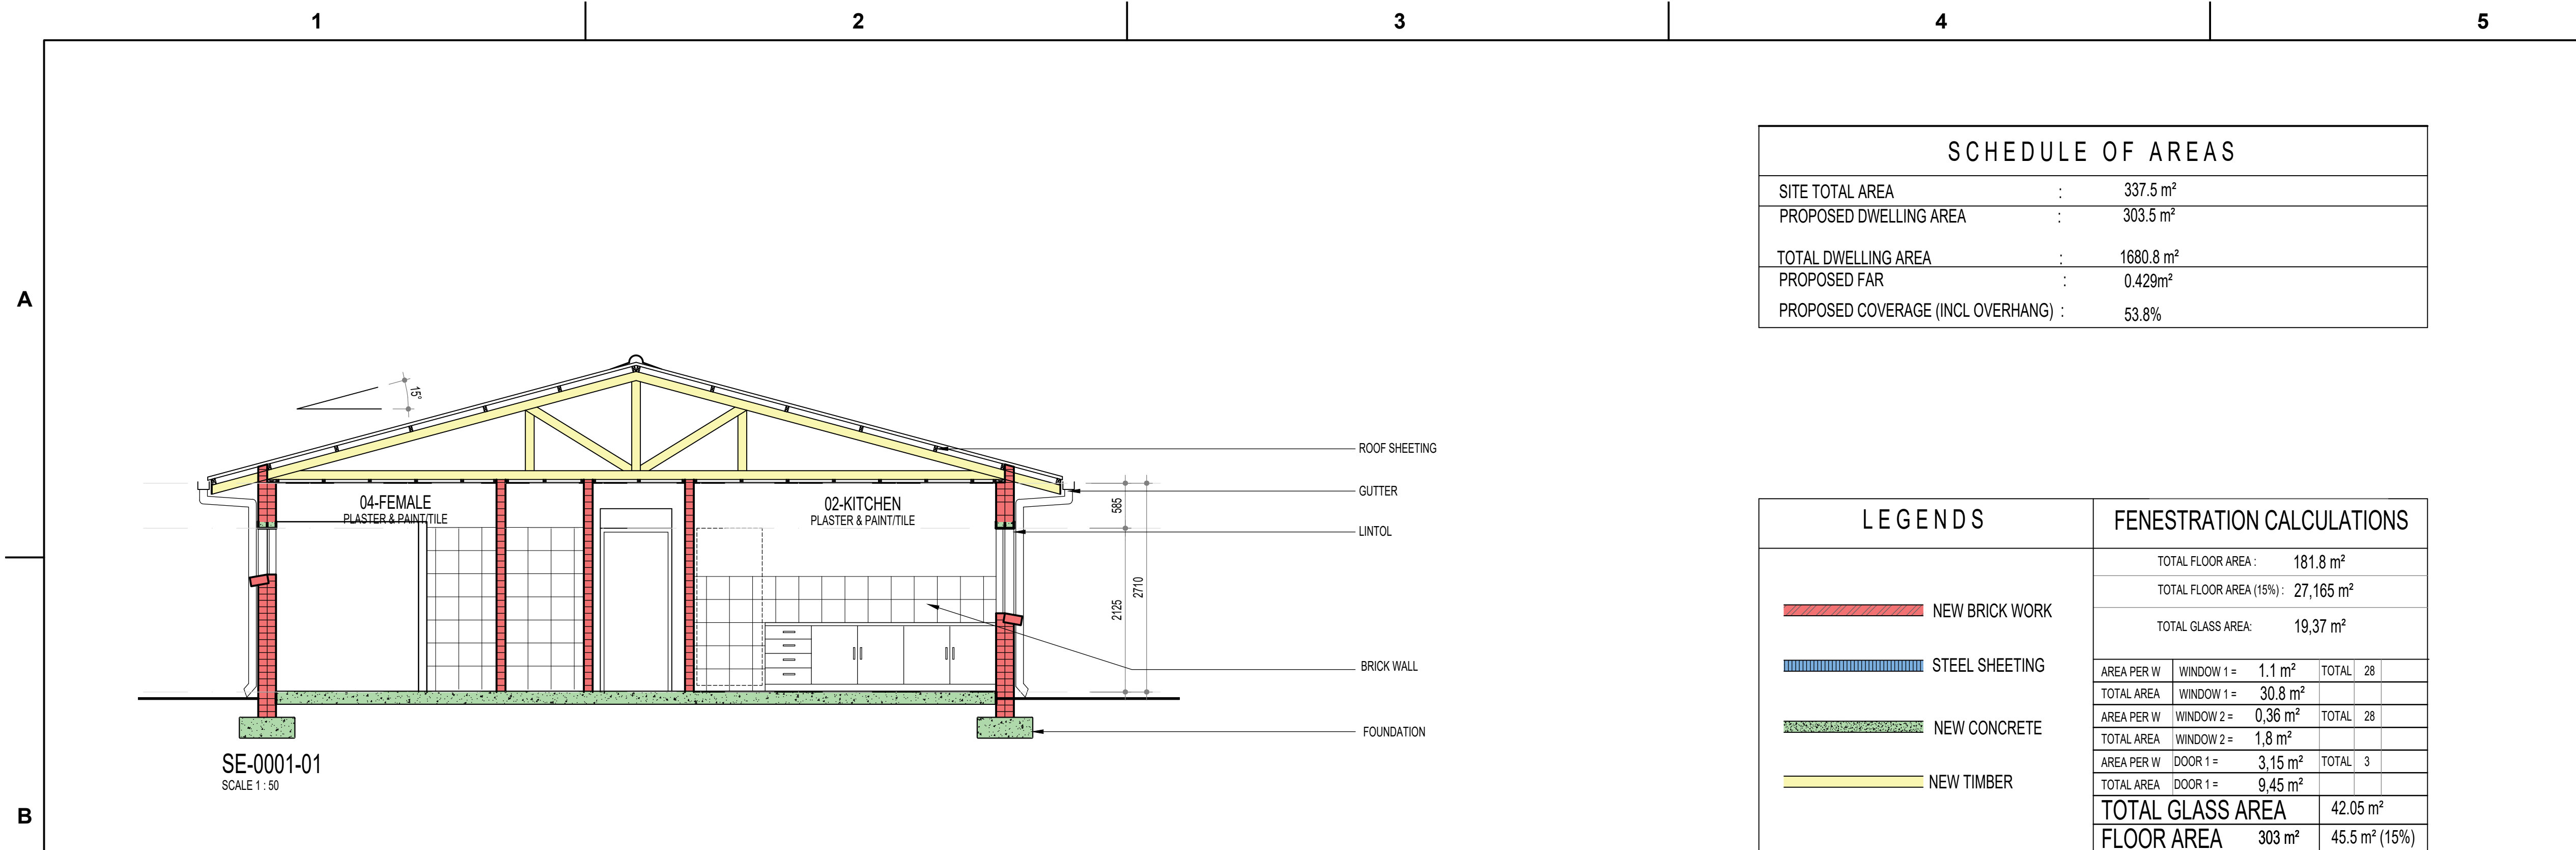 1 2 3 4 5
A
B
SCHEDULE OF AREAS
SITE TOTAL AREA : 337.5 m²
PROPOSED DWELLING AREA : 303.5 m²
TOTAL DWELLING AREA : 1680.8 m²
PROPOSED FAR : 0.429m²
PROPOSED COVERAGE (INCL OVERHANG) : 53.8%
15°
04-FEMALE
PLASTER & PAINT/TILE
02-KITCHEN
PLASTER & PAINT/TILE
ROOF SHEETING
GUTTER
LINTOL
BRICK WALL
FOUNDATION
585
2125
2710
SE-0001-01
SCALE 1 : 50
LEGENDS
NEW BRICK WORK
STEEL SHEETING
NEW CONCRETE
NEW TIMBER
FENESTRATION CALCULATIONS
TOTAL FLOOR AREA : 181.8 m²
TOTAL FLOOR AREA (15%) : 27,165 m²
TOTAL GLASS AREA: 19,37 m²
AREA PER W WINDOW 1 = 1.1 m² TOTAL 28
TOTAL AREA WINDOW 1 = 30.8 m²
AREA PER W WINDOW 2 = 0,36 m² TOTAL 28
TOTAL AREA WINDOW 2 = 1,8 m²
AREA PER W DOOR 1 = 3,15 m² TOTAL 3
TOTAL AREA DOOR 1 = 9,45 m²
TOTAL GLASS AREA 42.05 m²
FLOOR AREA 303 m² 45.5 m² (15%)